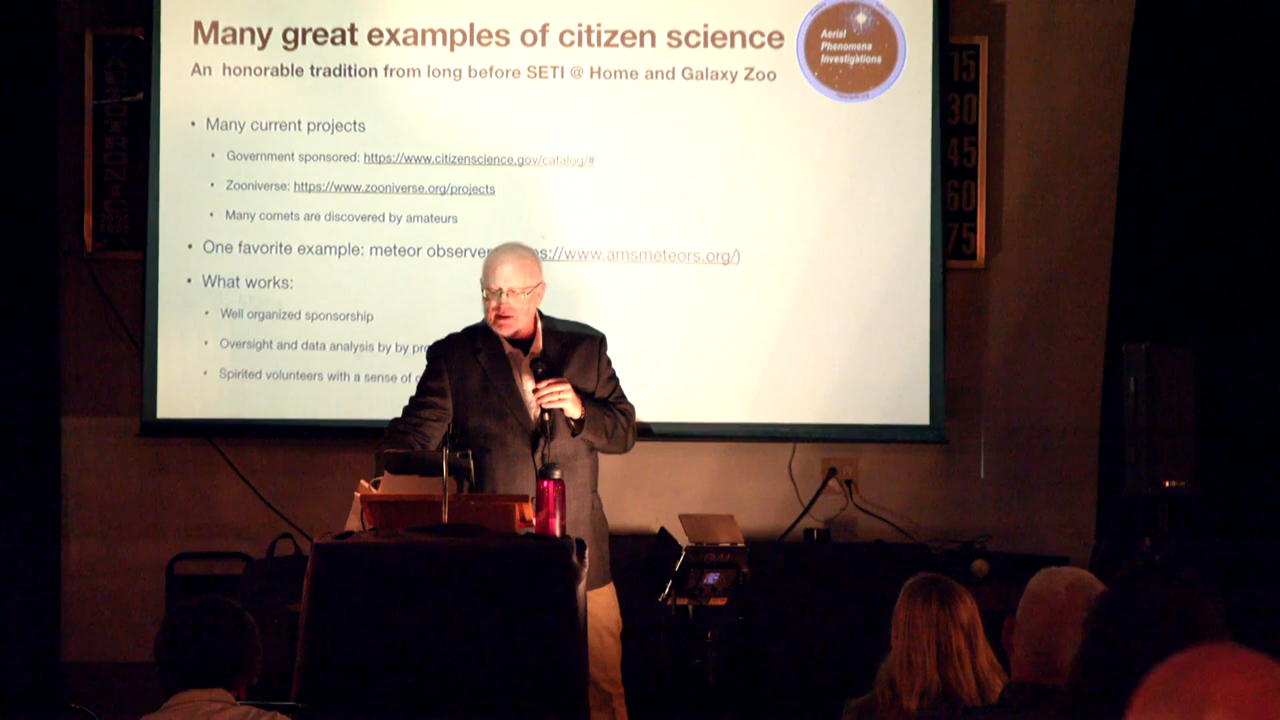 Many great examples of citizen science
An honorable tradition from long before SETI @ Home and Galaxy Zoo
Aerial
Phenomena
Investigations
• Many current projects
• Government sponsored: https://www.citizenscience.gov/catalog/#
• Zooniverse: https://www.zooniverse.org/projects
• Many comets are discovered by amateurs
• One favorite example: meteor observer s://www.amsmeteors.org/)
• What works:
• Well organized sponsorship
• Oversight and data analysis by by pro
• Spirited volunteers with a sense of
15
30
45
60
75